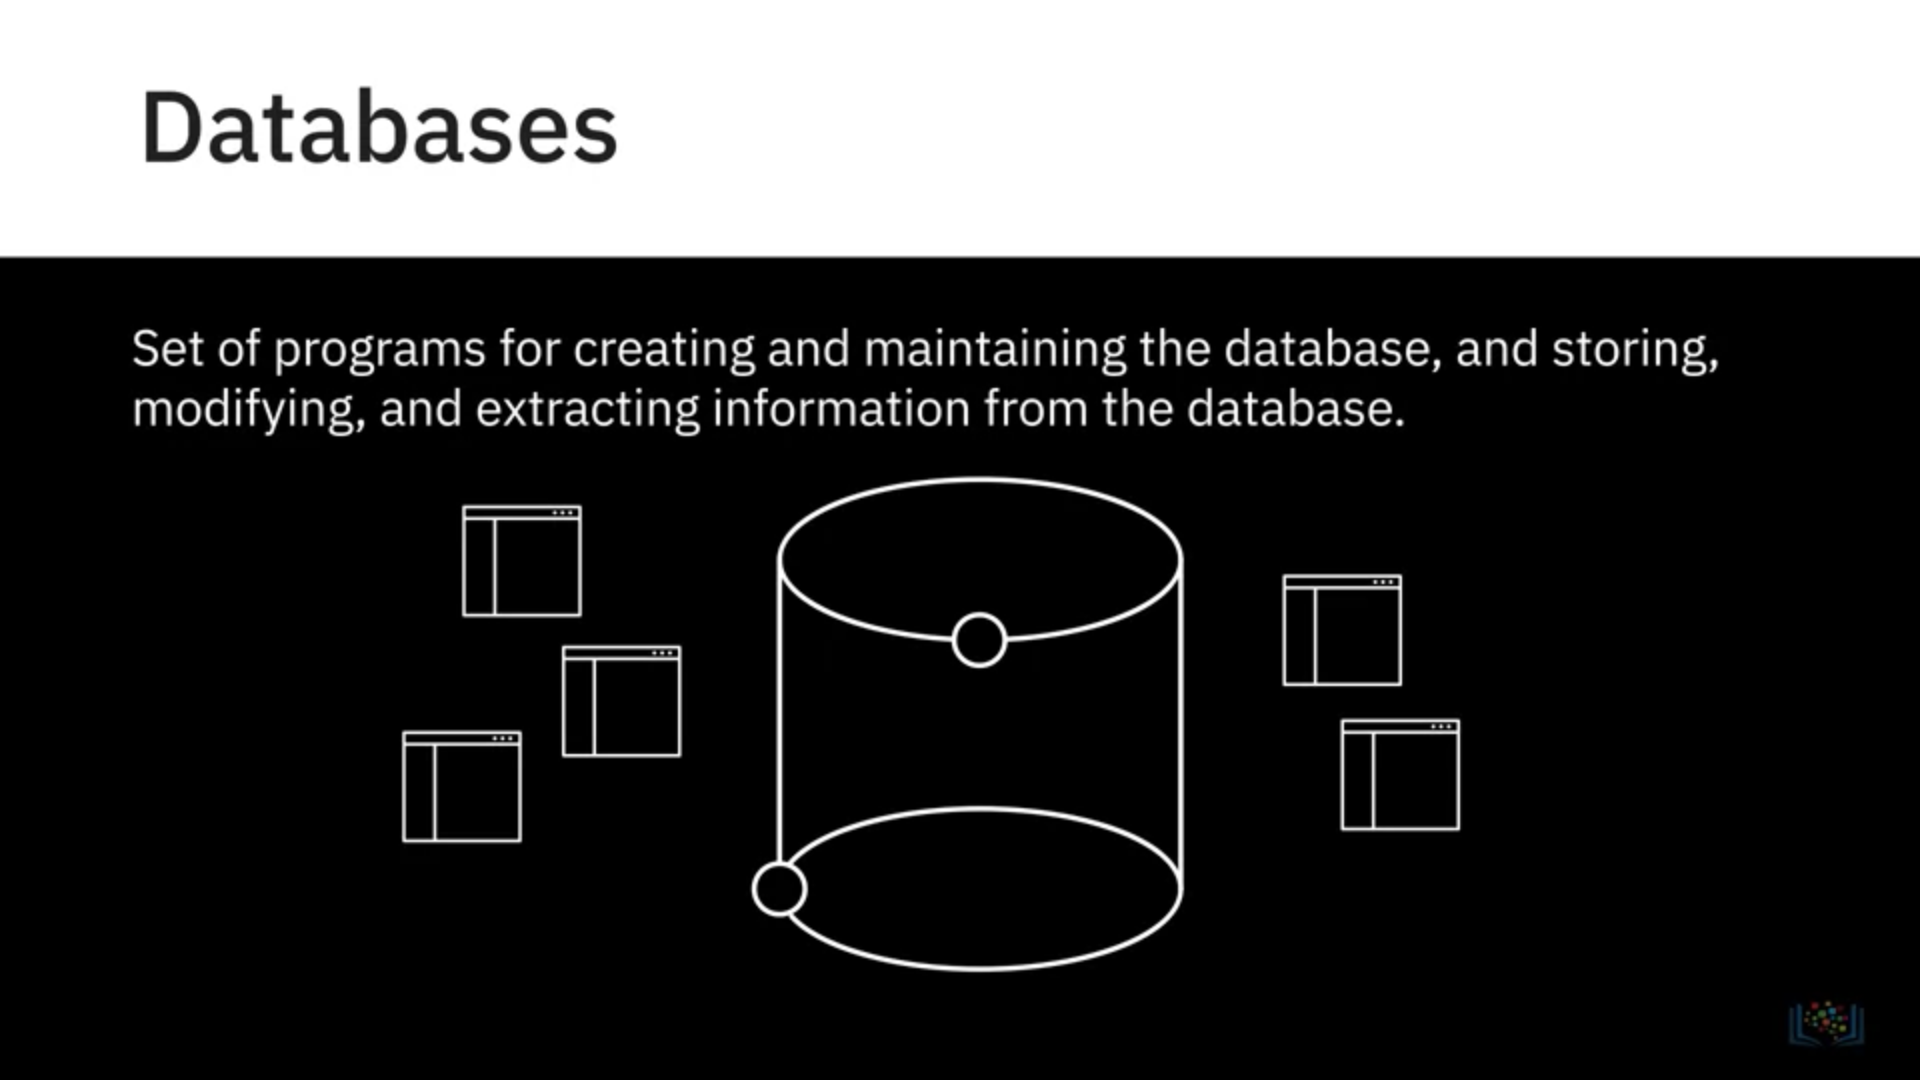 Databases
Set of programs for creating and maintaining the database, and storing,
modifying, and extracting information from the database.